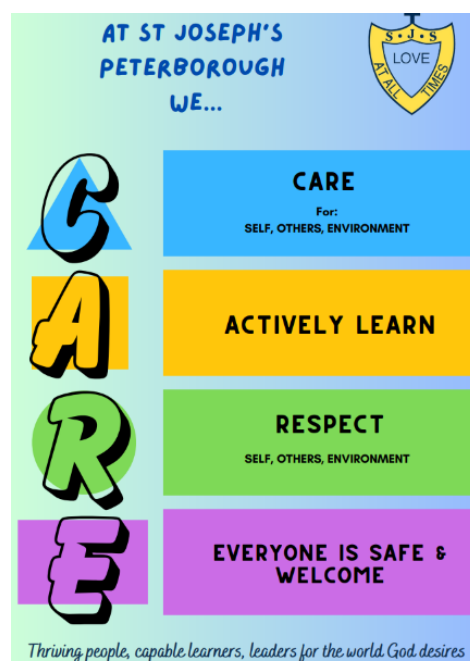 AT ST JOSEPH'S
PETERBOROUGH
WE...
S·J·S
LOVE
AT ALL TIMES
C
CARE
For:
SELF, OTHERS, ENVIRONMENT
A
ACTIVELY LEARN
R
RESPECT
SELF, OTHERS, ENVIRONMENT
E
EVERYONE IS SAFE &
WELCOME
Thriving people, capable learners, leaders for the world God desires